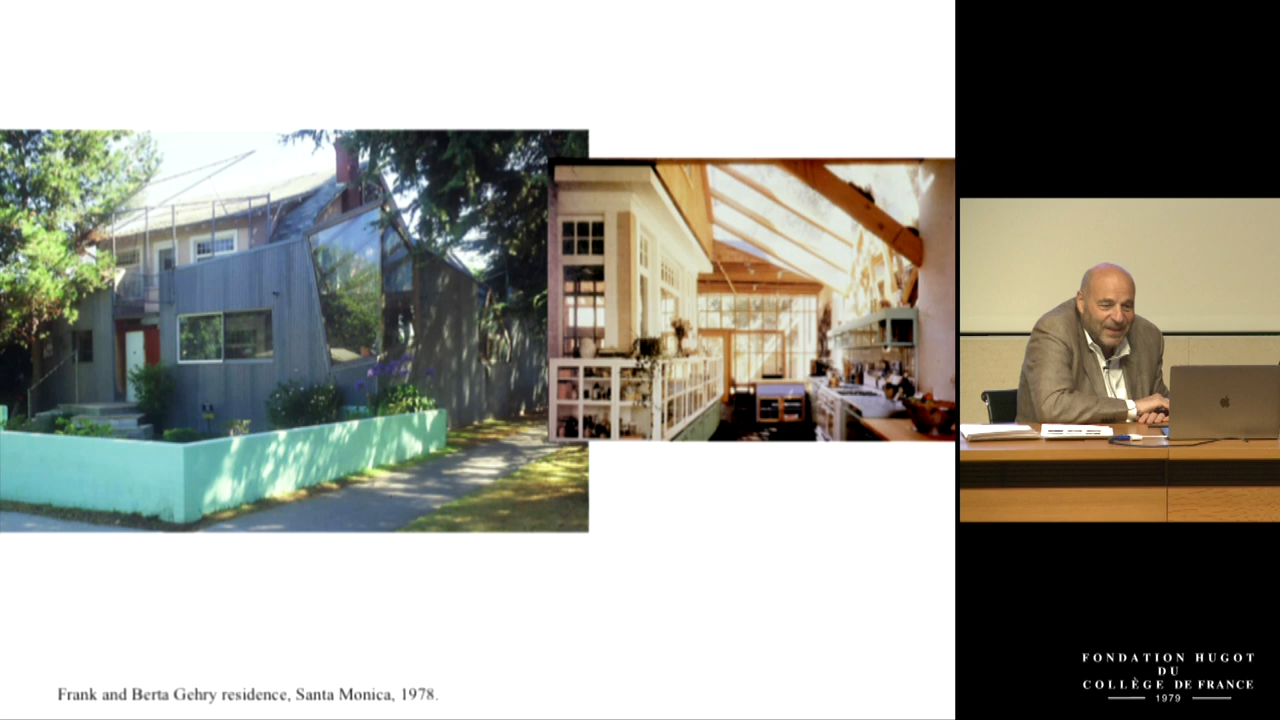 Frank and Berta Gehry residence, Santa Monica, 1978.
FONDATION HUGOT
DU
COLLÈGE DE FRANCE
1979